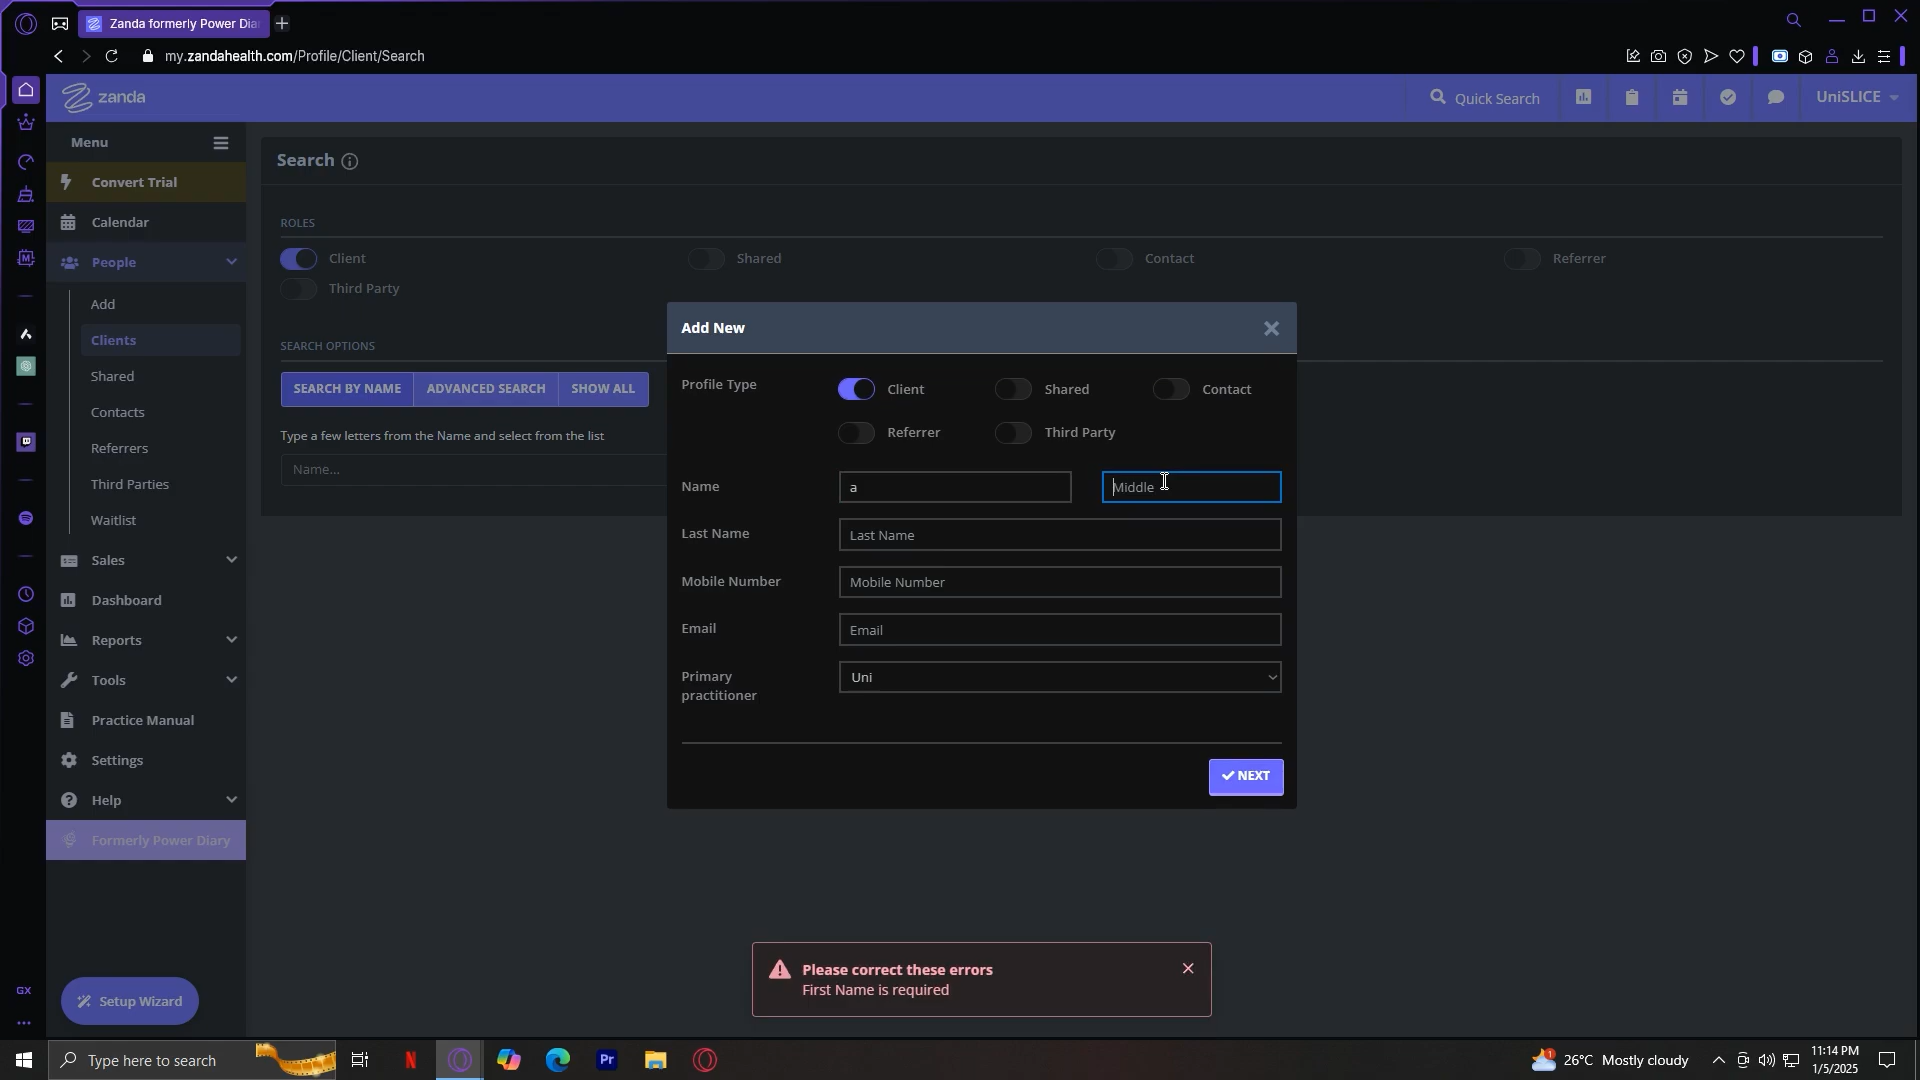 Zanda formerly Power Dia
my.zandahealth.com/Profile/Client/Search
zanda
Quick Search
UniSLICE
Menu
Convert Trial
Calendar
People
Add
Clients
Shared
Contacts
Referrers
Third Parties
Waitlist
Sales
Dashboard
Reports
Tools
Practice Manual
Settings
Help
Formerly Power Diary
Setup Wizard
Search
ROLES
Client
Shared
Contact
Referrer
Third Party
SEARCH OPTIONS
SEARCH BY NAME
ADVANCED SEARCH
SHOW ALL
Type a few letters from the Name and select from the list
Name...
Add New
Profile Type
Client
Shared
Contact
Referrer
Third Party
Name
a
Middle
Last Name
Last Name
Mobile Number
Mobile Number
Email
Email
Primary
practitioner
Uni
NEXT
Please correct these errors
First Name is required
GX
Type here to search
Pr
1
26°C Mostly cloudy
11:14 PM
1/5/2025